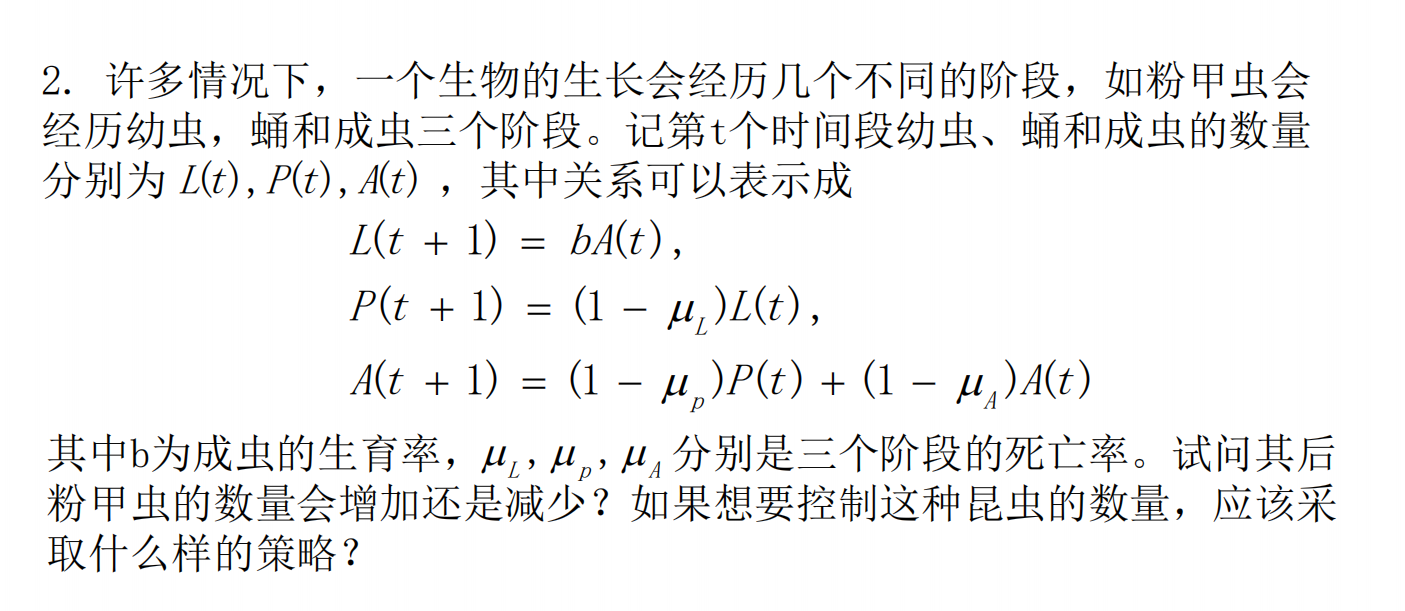 2. 许多情况下，一个生物的生长会经历几个不同的阶段，如粉甲虫会
经历幼虫，蛹和成虫三个阶段。记第t个时间段幼虫、蛹和成虫的数量
分别为 L(t), P(t), A(t) ，其中关系可以表示成
L(t + 1) = bA(t),
P(t + 1) = (1 − μ_L)L(t),
A(t + 1) = (1 − μ_p)P(t) + (1 − μ_A)A(t)
其中b为成虫的生育率，μ_L, μ_p, μ_A 分别是三个阶段的死亡率。试问其后
粉甲虫的数量会增加还是减少？如果想要控制这种昆虫的数量，应该采
取什么样的策略？